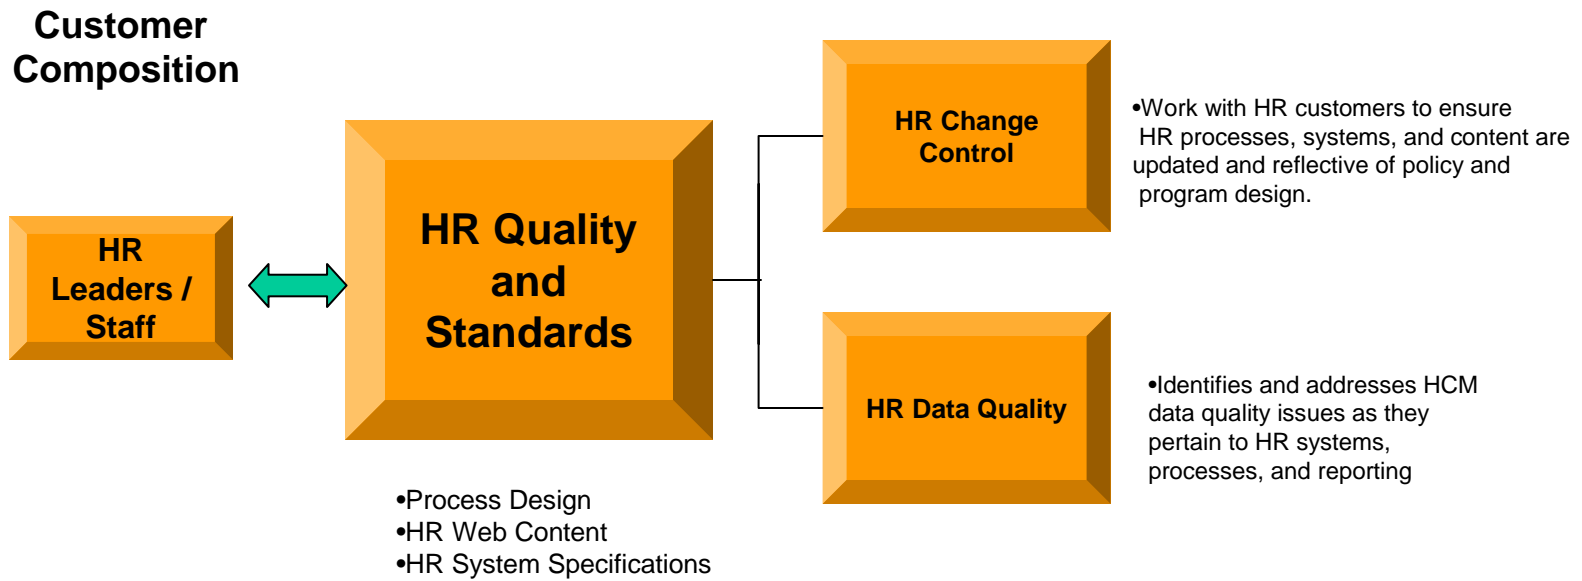 Customer
Composition
HR
Leaders /
Staff
HR Quality
and
Standards
•Process Design
•HR Web Content
•HR System Specifications
HR Change
Control
•Work with HR customers to ensure
HR processes, systems, and content are
updated and reflective of policy and
program design.
HR Data Quality
•Identifies and addresses HCM
data quality issues as they
pertain to HR systems,
processes, and reporting